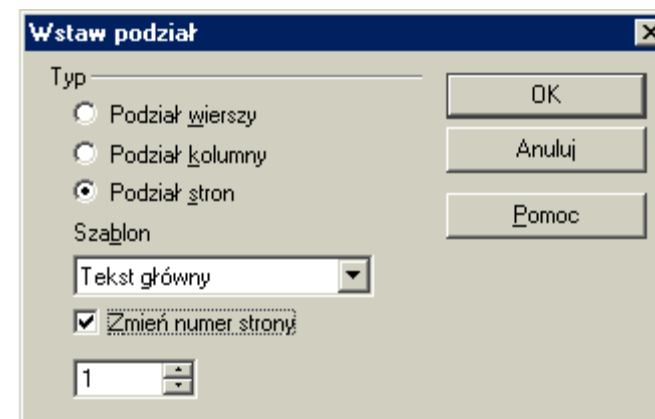 Wstaw podział
Typ
Podział wierszy
Podział kolumny
Podział stron
Szablon
Tekst główny
Zmień numer strony
1
OK
Anuluj
Pomoc